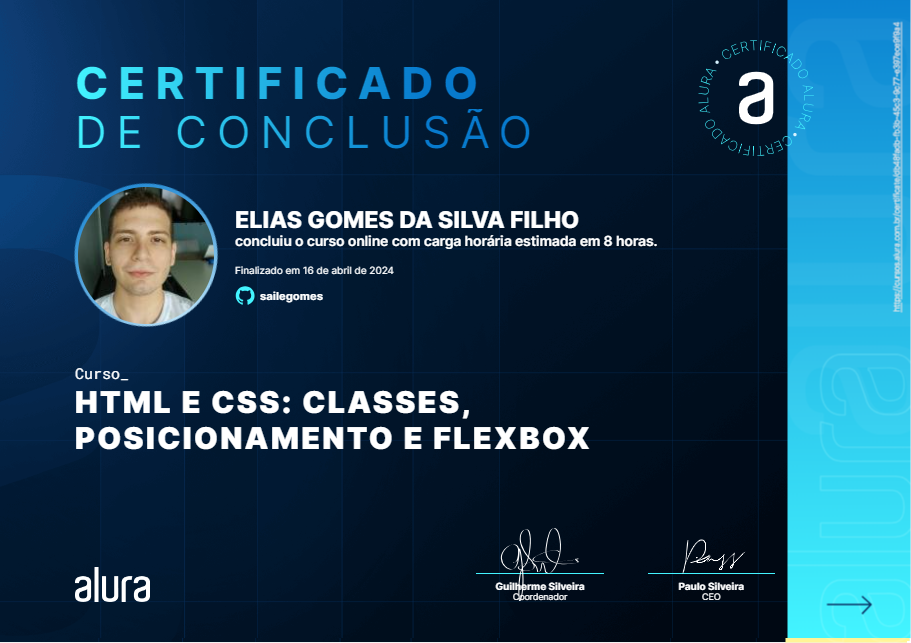 CERTIFICADO
DE CONCLUSÃO
CERTIFICADO ALURA • CERTIFICADO ALURA •
a
ELIAS GOMES DA SILVA FILHO
concluiu o curso online com carga horária estimada em 8 horas.
Finalizado em 16 de abril de 2024
sailegomes
Curso_
HTML E CSS: CLASSES,
POSICIONAMENTO E FLEXBOX
alura
Guilherme Silveira
Coordenador
Paulo Silveira
CEO
alura